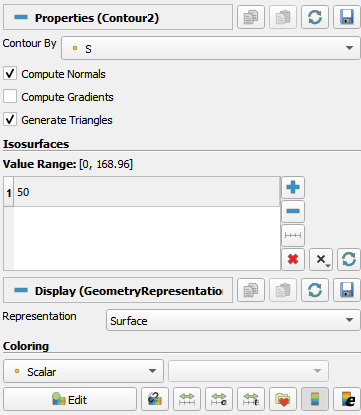 Properties (Contour2)
Contour By S
Compute Normals
Compute Gradients
Generate Triangles
Isosurfaces
Value Range: [0, 168.96]
1 50
Display (GeometryRepresentation
Representation Surface
Coloring
Scalar
Edit